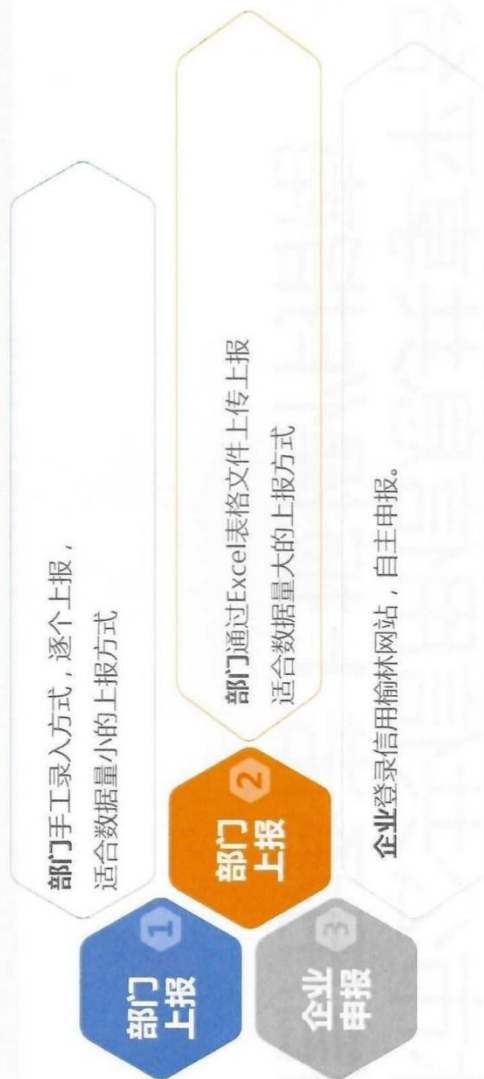 部门
上报
1
部门手工录入方式，逐个上报，
适合数据量小的上报方式
部门
上报
2
部门通过Excel表格文件上传上报
适合数据量大的上报方式
企业
申报
3
企业登录信用榆林网站，自主申报。